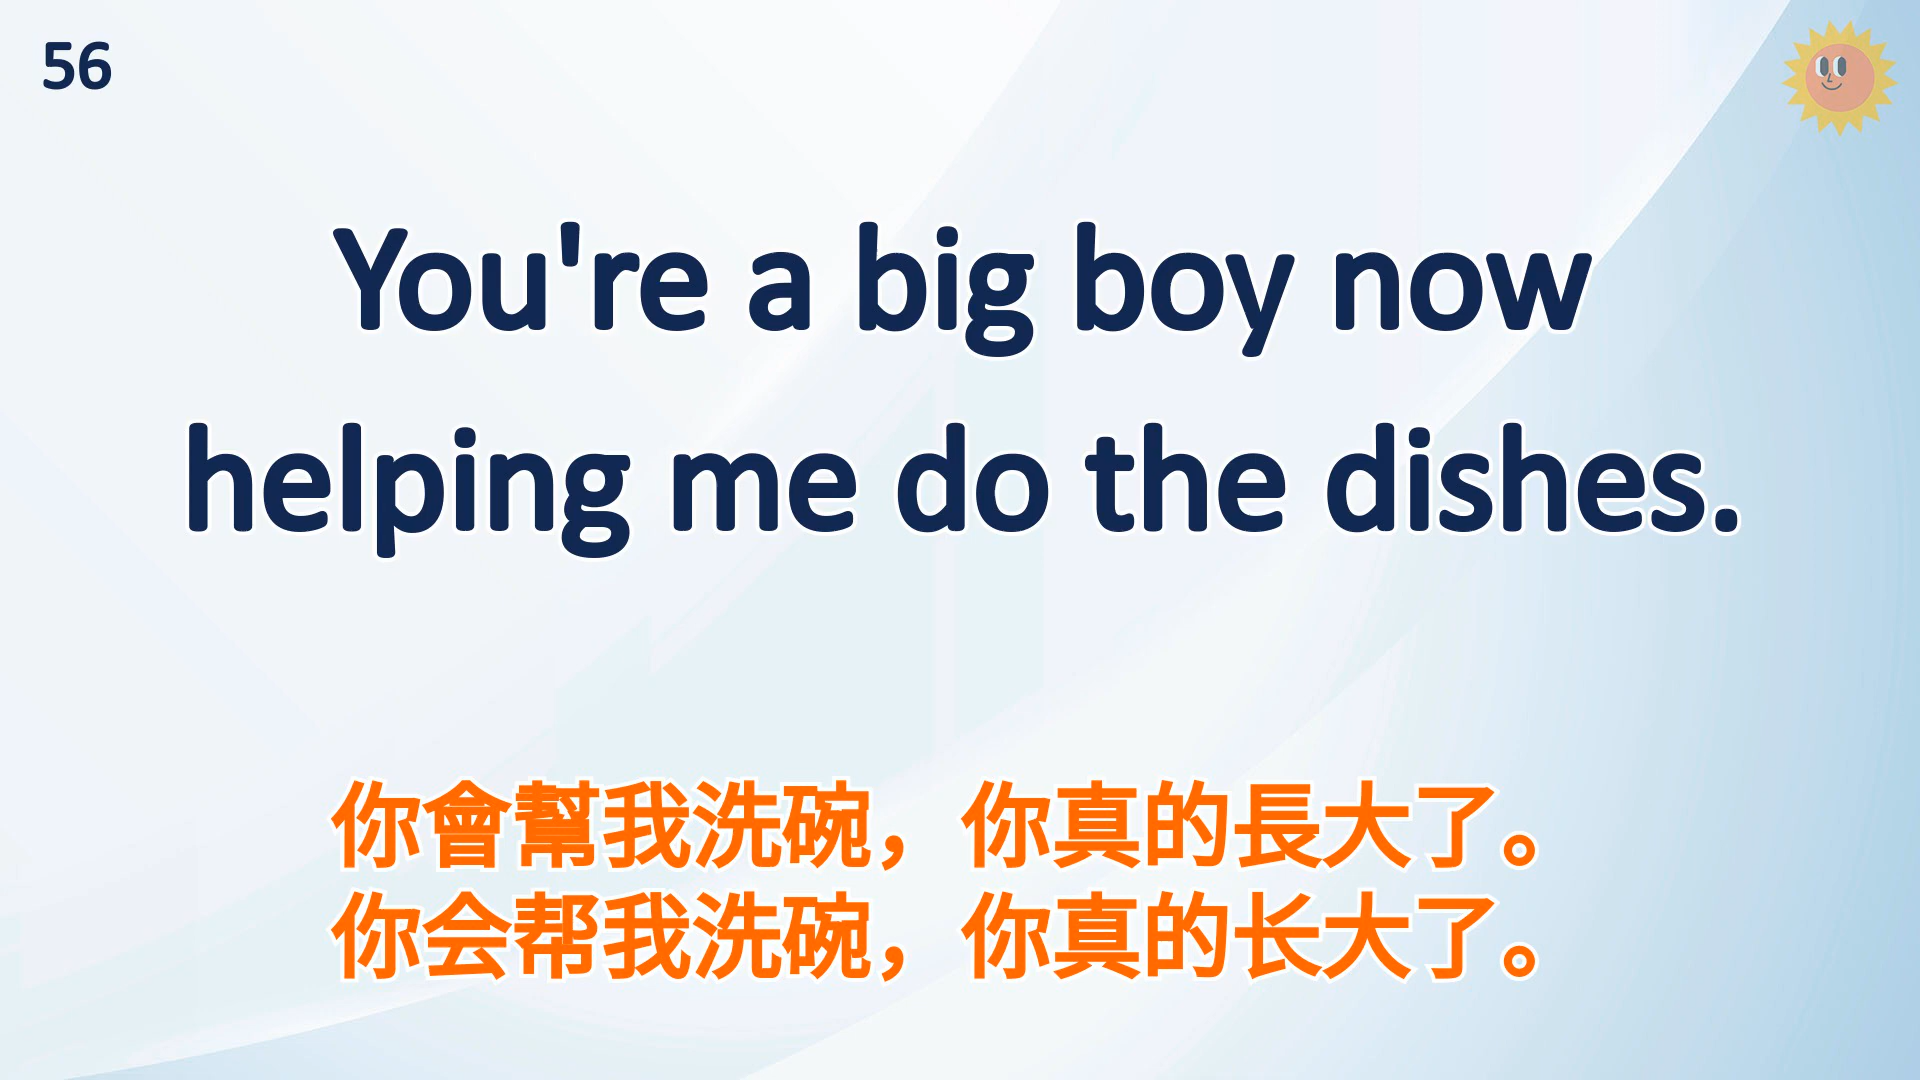 56
You're a big boy now
helping me do the dishes.
你會幫我洗碗，你真的長大了。
你会帮我洗碗，你真的长大了。